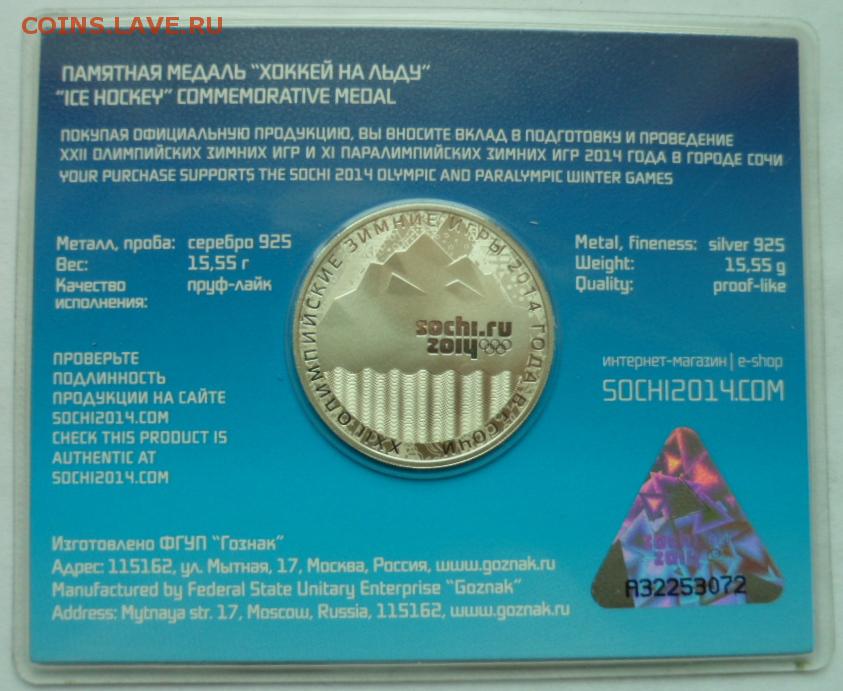 COINS.LAVE.RU
ПАМЯТНАЯ МЕДАЛЬ "ХОККЕЙ НА ЛЬДУ"
"ICE HOCKEY" COMMEMORATIVE MEDAL
ПОКУПАЯ ОФИЦИАЛЬНУЮ ПРОДУКЦИЮ, ВЫ ВНОСИТЕ ВКЛАД В ПОДГОТОВКУ И ПРОВЕДЕНИЕ
XXII ОЛИМПИЙСКИХ ЗИМНИХ ИГР И XI ПАРАЛИМПИЙСКИХ ЗИМНИХ ИГР 2014 ГОДА В ГОРОДЕ СОЧИ
YOUR PURCHASE SUPPORTS THE SOCHI 2014 OLYMPIC AND PARALYMPIC WINTER GAMES
Металл, проба: серебро 925
Вес: 15,55 г
Качество исполнения: пруф-лайк
XXII ОЛИМПИЙСКИЕ ЗИМНИЕ ИГРЫ 2014 ГОДА В Г. СОЧИ
sochi.ru
2014
Metal, fineness: silver 925
Weight: 15,55 g
Quality: proof-like
ПРОВЕРЬТЕ
ПОДЛИННОСТЬ
ПРОДУКЦИИ НА САЙТЕ
SOCHI2014.COM
CHECK THIS PRODUCT IS
AUTHENTIC AT
SOCHI2014.COM
интернет-магазин | e-shop
SOCHI2014.COM
Изготовлено ФГУП "Гознак"
Адрес: 115162, ул. Мытная, 17, Москва, Россия, www.goznak.ru
Manufactured by Federal State Unitary Enterprise "Goznak"
Address: Mytnaya str. 17, Moscow, Russia, 115162, www.goznak.ru
sochi
2014
A32253072